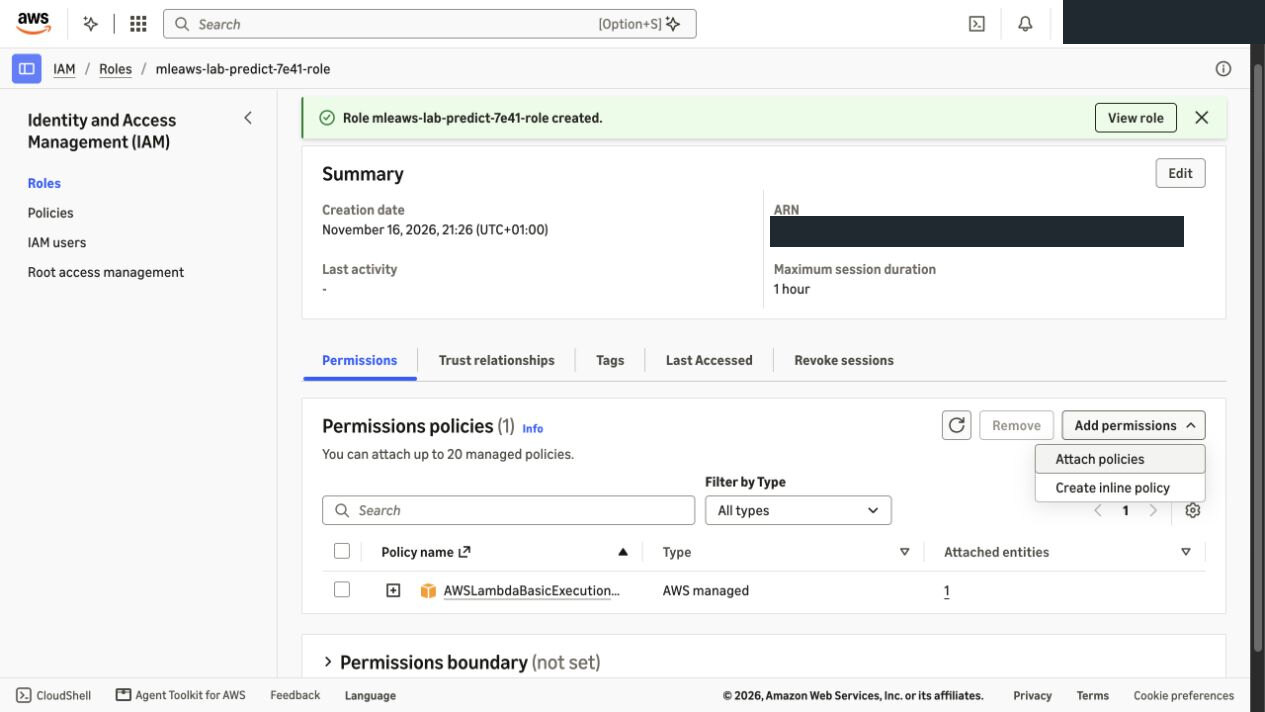 aws
Search [Option+S]
IAM / Roles / mleaws-lab-predict-7e41-role
Identity and Access
Management (IAM)
Roles
Policies
IAM users
Root access management
Role mleaws-lab-predict-7e41-role created.
View role
Summary
Edit
Creation date
November 16, 2026, 21:26 (UTC+01:00)
ARN
Last activity
-
Maximum session duration
1 hour
Permissions Trust relationships Tags Last Accessed Revoke sessions
Permissions policies (1) Info
Remove Add permissions
You can attach up to 20 managed policies.
Attach policies
Create inline policy
Filter by Type
Search All types 1
Policy name Type Attached entities
AWSLambdaBasicExecution... AWS managed 1
Permissions boundary (not set)
CloudShell Agent Toolkit for AWS Feedback Language © 2026, Amazon Web Services, Inc. or its affiliates. Privacy Terms Cookie preferences